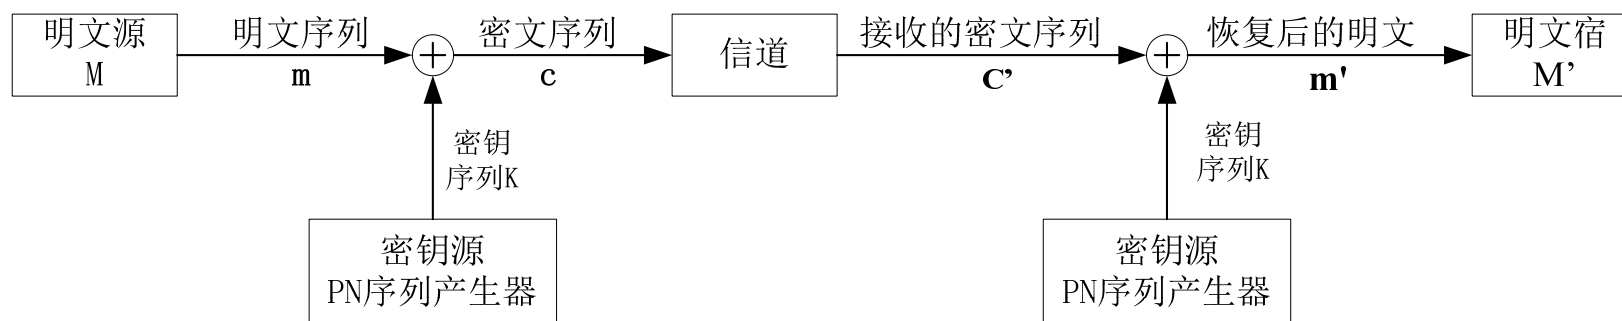 明文源
M
明文序列
m
密文序列
c
信道
接收的密文序列
C’
恢复后的明文
m'
明文宿
M’
密钥
序列K
密钥
序列K
密钥源
PN序列产生器
密钥源
PN序列产生器